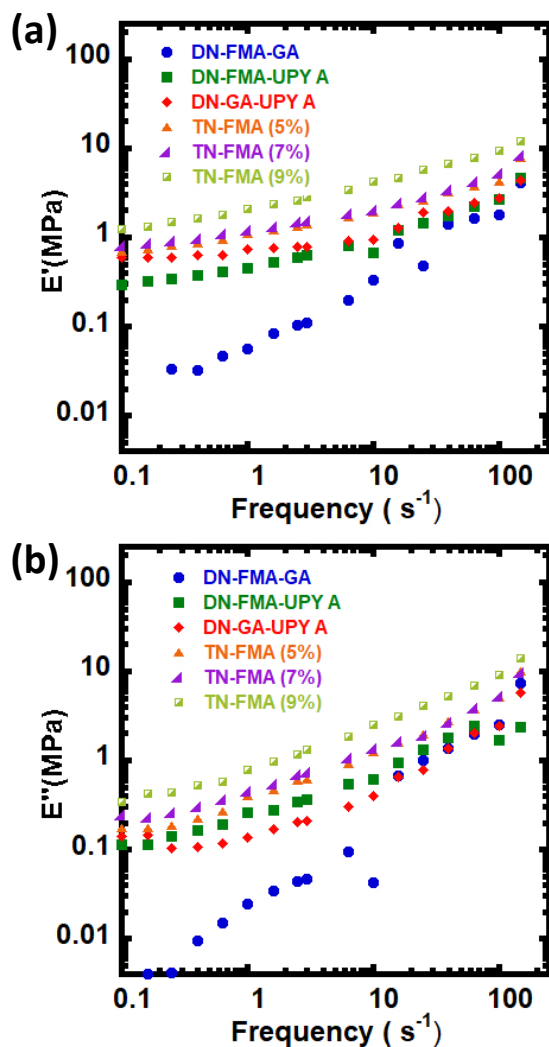 (a)
DN-FMA-GA
DN-FMA-UPY A
DN-GA-UPY A
TN-FMA (5%)
TN-FMA (7%)
TN-FMA (9%)
100
10
1
0.1
0.01
E'(MPa)
0.1 1 10 100
Frequency ( s⁻¹)
(b)
DN-FMA-GA
DN-FMA-UPY A
DN-GA-UPY A
TN-FMA (5%)
TN-FMA (7%)
TN-FMA (9%)
100
10
1
0.1
0.01
E"(MPa)
0.1 1 10 100
Frequency ( s⁻¹)